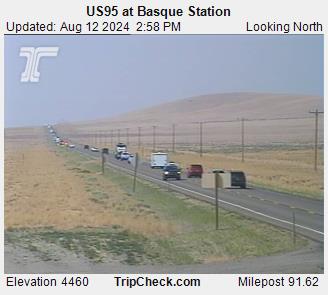 US95 at Basque Station
Updated: Aug 12 2024 2:58 PM Looking North
Elevation 4460 TripCheck.com Milepost 91.62